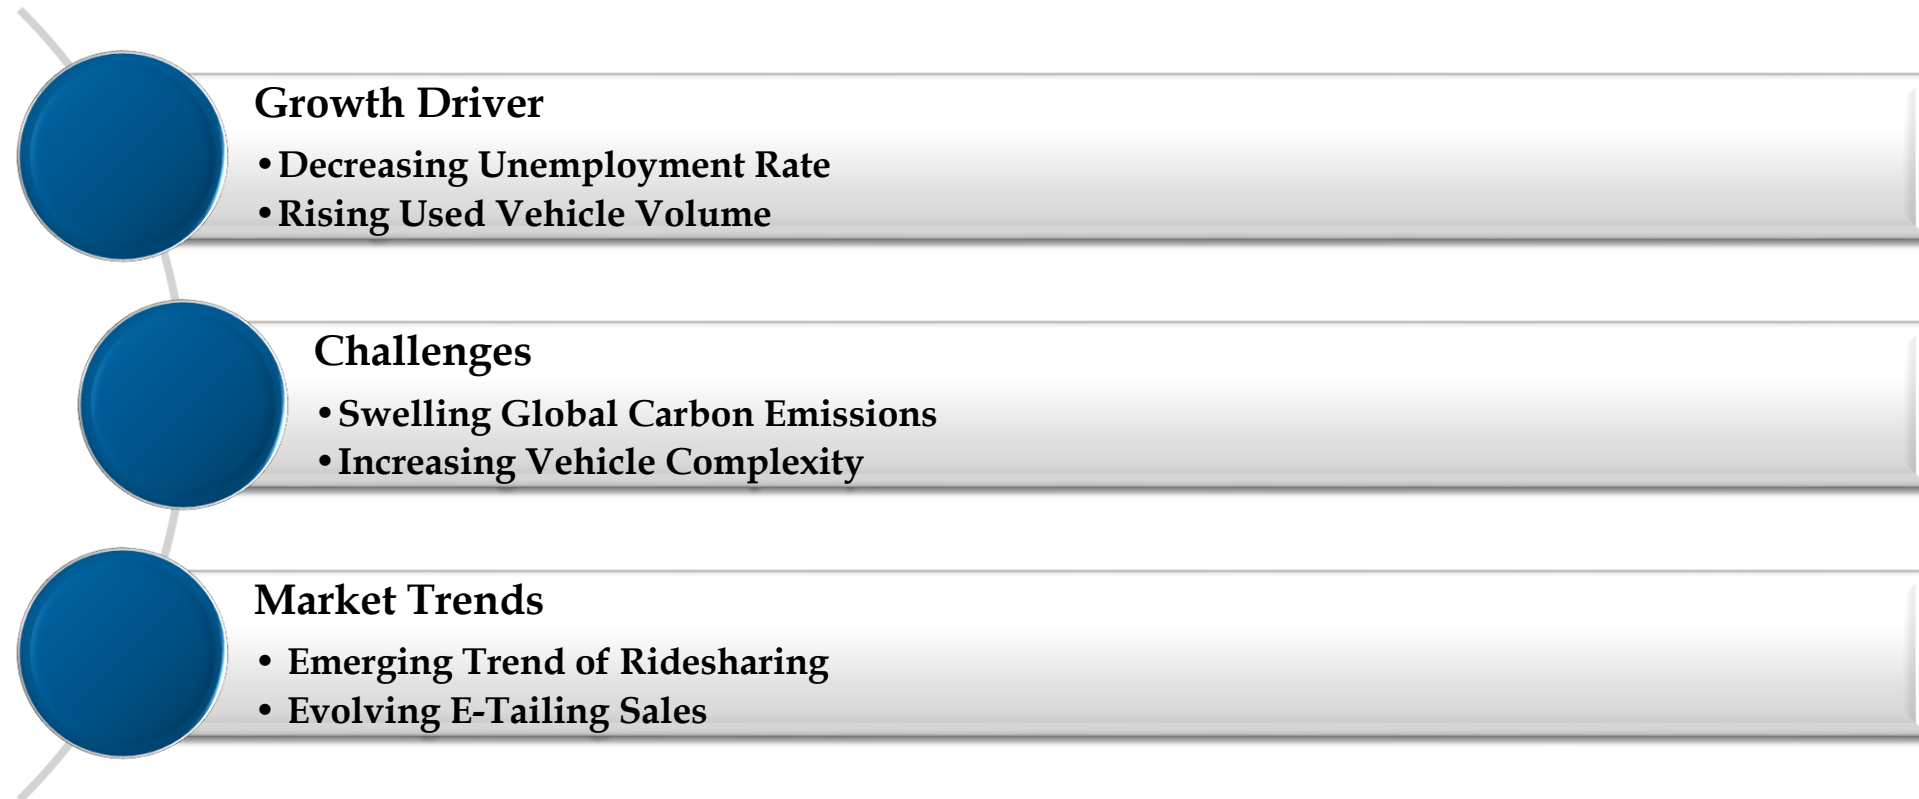 Growth Driver
•Decreasing Unemployment Rate
•Rising Used Vehicle Volume
Challenges
•Swelling Global Carbon Emissions
•Increasing Vehicle Complexity
Market Trends
• Emerging Trend of Ridesharing
• Evolving E-Tailing Sales